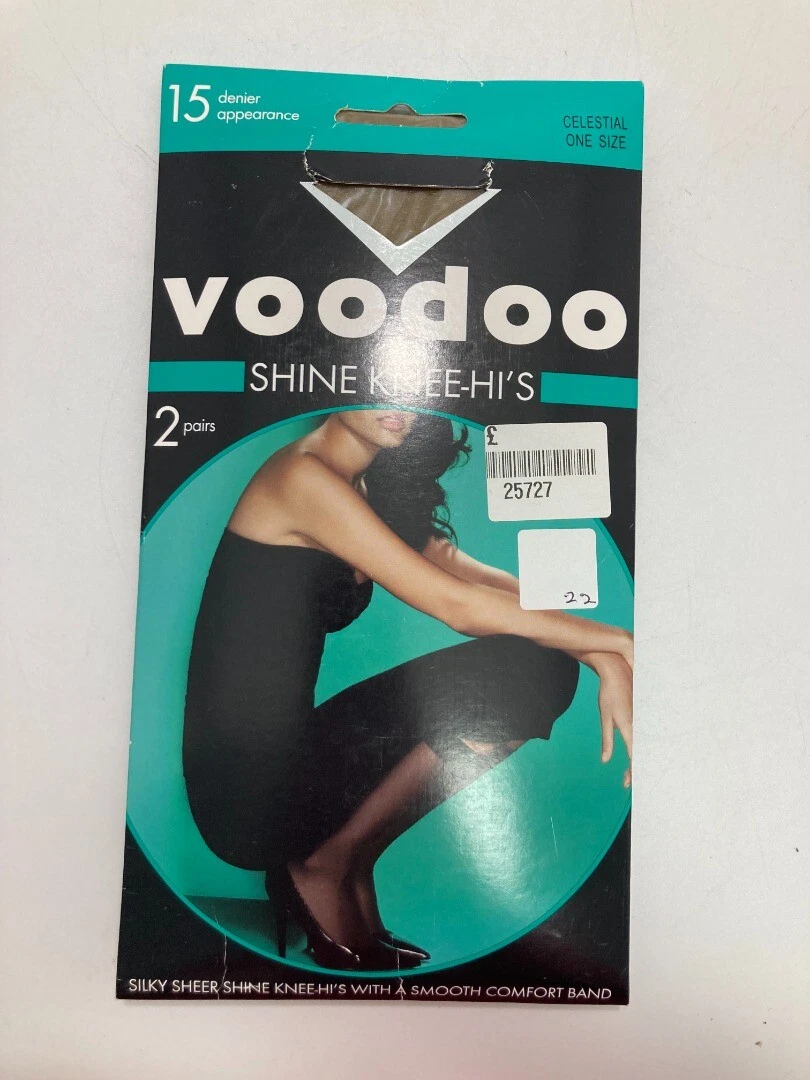 15 denier
appearance
CELESTIAL
ONE SIZE
voodoo
SHINE KNEE-HI'S
2 pairs
£
25727
22
SILKY SHEER SHINE KNEE-HI'S WITH A SMOOTH COMFORT BAND